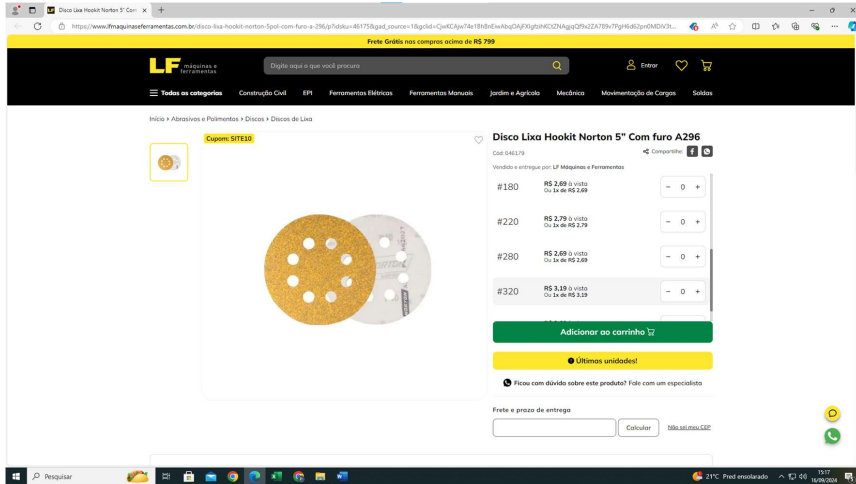 Disco Lixa Hookit Norton 5" Com
https://www.lfmaquinaseferramentas.com.br/disco-lixa-hookit-norton-5pol-com-furo-a-296/p?idsku=46175&gad_source=1&gclid=
Frete Grátis nas compras acima de R$ 799
LF máquinas e ferramentas
Digite aqui o que você procura
Entrar
Todas as categorias Construção Civil EPI Ferramentas Elétricas Ferramentas Manuais Jardim e Agrícola Mecânica Movimentação de Cargas Soldas
Início Abrasivos e Polimentos Discos Discos de Lixa
Cupom: SITE10
Disco Lixa Hookit Norton 5" Com furo A296
Cód: 046179
Compartilhe:
Vendido e entregue por: LF Máquinas e Ferramentas
#180 R$ 2,69 à vista - 0 +
Ou 1x de R$ 2,69
#220 R$ 2,79 à vista - 0 +
Ou 1x de R$ 2,79
#280 R$ 2,69 à vista - 0 +
Ou 1x de R$ 2,69
#320 R$ 3,19 à vista - 0 +
Ou 1x de R$ 3,19
Adicionar ao carrinho
Últimas unidades!
Ficou com dúvida sobre este produto? Fale com um especialista
Frete e prazo de entrega
Calcular
Não sei meu CEP
Pesquisar
21°C Pred ensolarado
15:17
16/09/2024